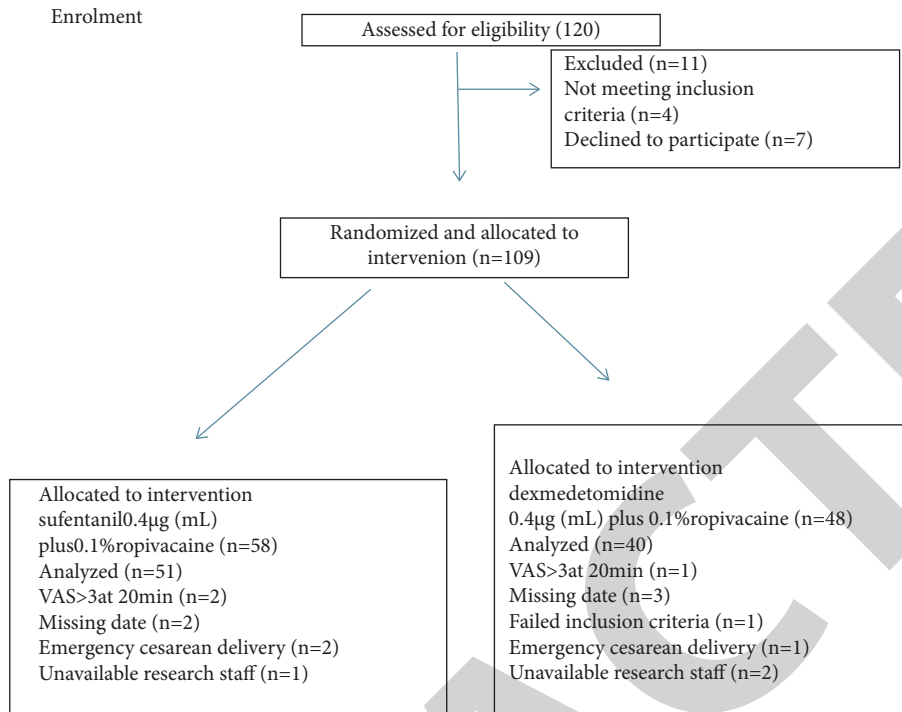 Enrolment
Assessed for eligibility (120)
Excluded (n=11)
Not meeting inclusion
criteria (n=4)
Declined to participate (n=7)
Randomized and allocated to
intervenion (n=109)
Allocated to intervention
sufentanil0.4μg (mL)
plus0.1%ropivacaine (n=58)
Analyzed (n=51)
VAS>3at 20min (n=2)
Missing date (n=2)
Emergency cesarean delivery (n=2)
Unavailable research staff (n=1)
Allocated to intervention
dexmedetomidine
0.4μg (mL) plus 0.1%ropivacaine (n=48)
Analyzed (n=40)
VAS>3at 20min (n=1)
Missing date (n=3)
Failed inclusion criteria (n=1)
Emergency cesarean delivery (n=1)
Unavailable research staff (n=2)